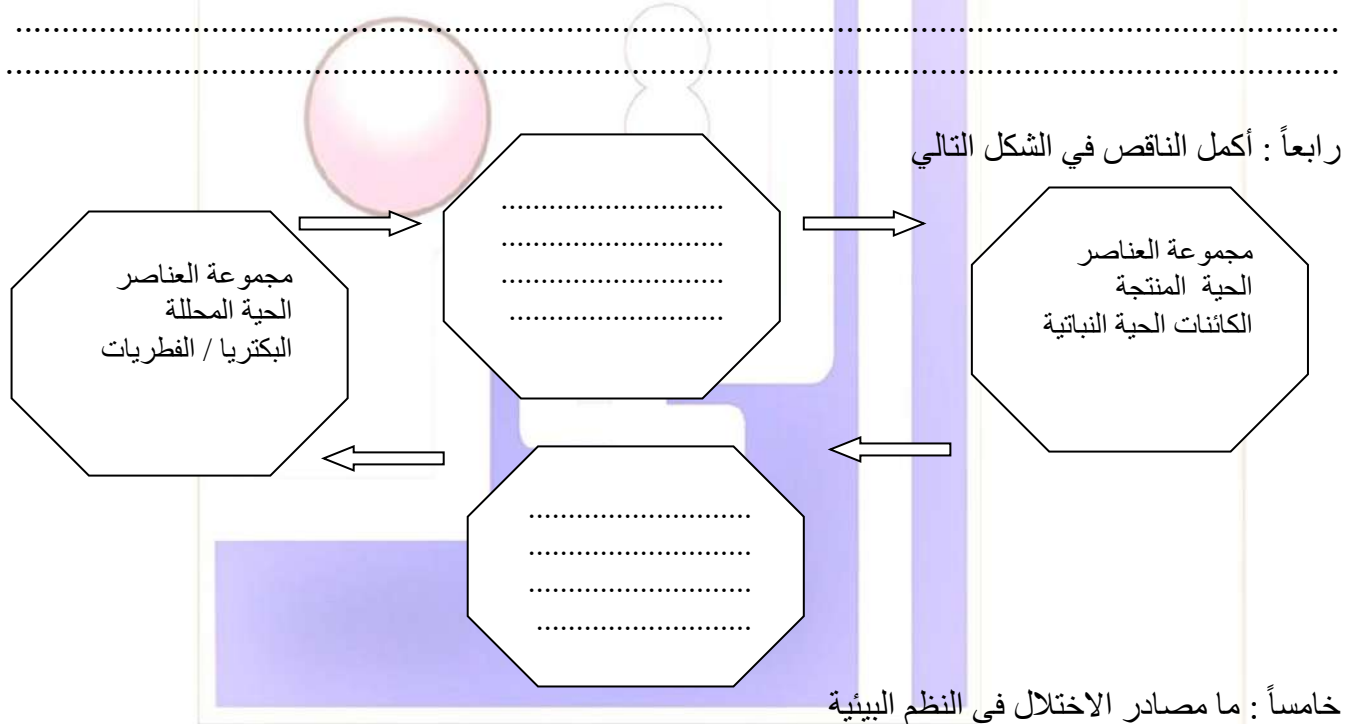 ................................................................................
................................................................................
رابعاً : أكمل الناقص في الشكل التالي
مجموعة العناصر
الحية المنتجة
الكائنات الحية النباتية
............................
............................
............................
............................
مجموعة العناصر
الحية المحللة
البكتريا / الفطريات
............................
............................
............................
............................
خامساً : ما مصادر الاختلال في النظم البيئية